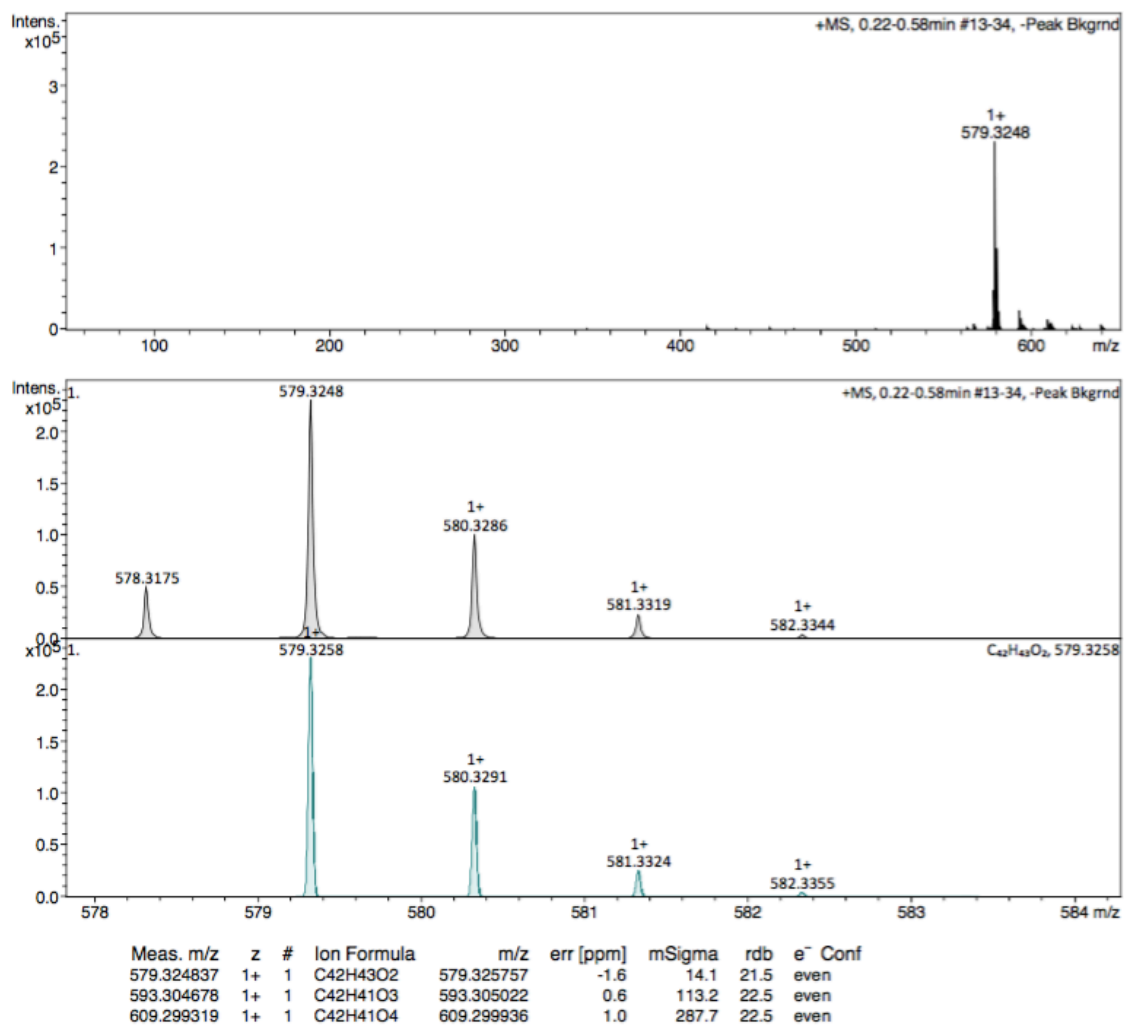 Intens.
x10⁵
+MS, 0.22-0.58min #13-34, -Peak Bkgrnd
3
1+
579.3248
2
1
0
100 200 300 400 500 600 m/z
Intens.
x10⁵ 1.
579.3248
+MS, 0.22-0.58min #13-34, -Peak Bkgrnd
2.0
1.5
1+
1.0
580.3286
578.3175
0.5
1+
581.3319
1+
582.3344
0.0
1+
x10⁵ 1.
579.3258
C₄₂H₄₃O₂, 579.3258
2.0
1.5
1+
580.3291
1.0
0.5
1+
581.3324
1+
582.3355
0.0
578 579 580 581 582 583 584 m/z
Meas. m/z z # Ion Formula m/z err [ppm] mSigma rdb e⁻ Conf
579.324837 1+ 1 C42H43O2 579.325757 -1.6 14.1 21.5 even
593.304678 1+ 1 C42H41O3 593.305022 0.6 113.2 22.5 even
609.299319 1+ 1 C42H41O4 609.299936 1.0 287.7 22.5 even